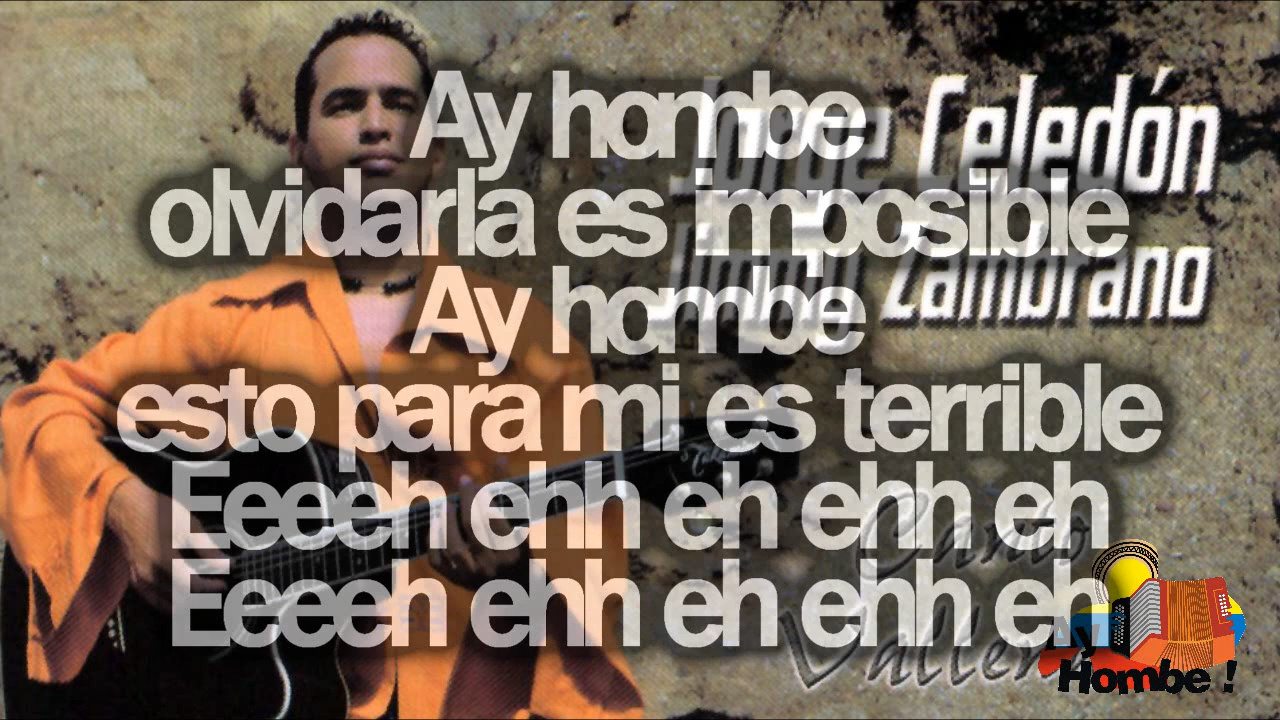 Ay hombe
olvidarla es imposible
Ay hombe
esto para mi es terrible
Eeeeh ehh eh ehh eh
Eeeeh ehh eh ehh eh
Jorge Celedón
Jimmy Zambrano
Canto
Ay
Hombe !